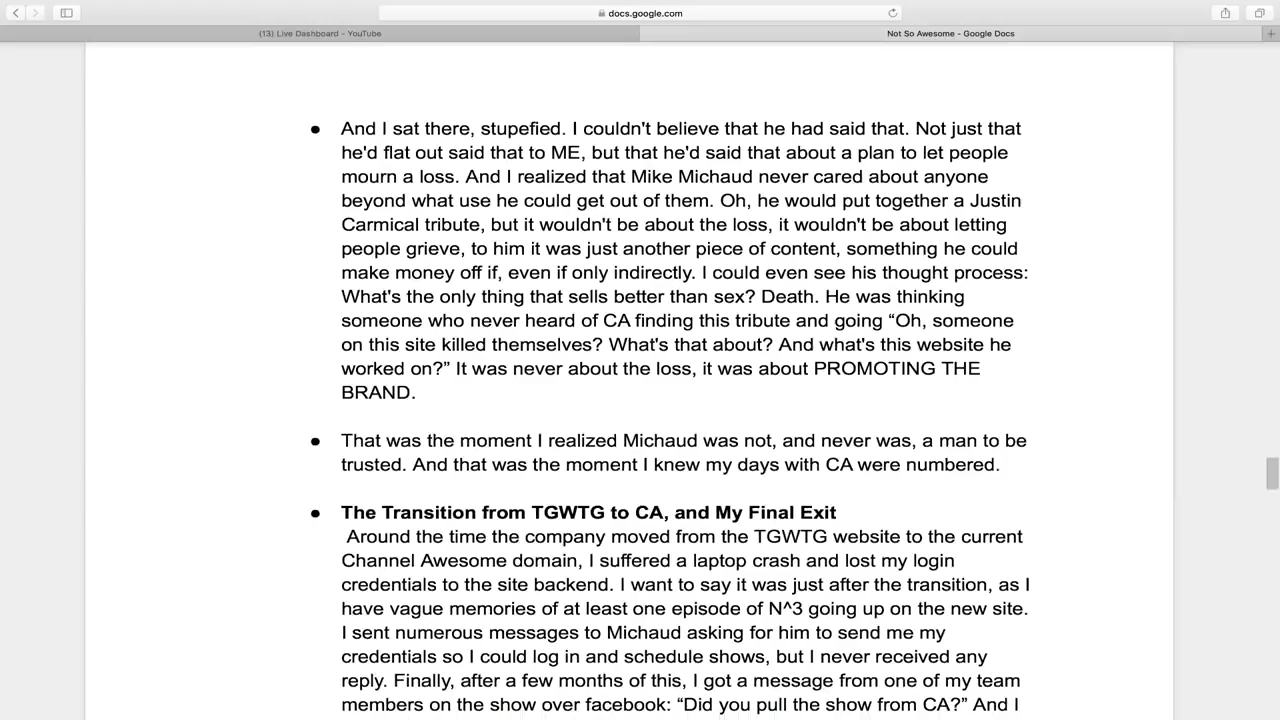 docs.google.com
(13) Live Dashboard - YouTube
Not So Awesome - Google Docs
● And I sat there, stupefied. I couldn't believe that he had said that. Not just that
he'd flat out said that to ME, but that he'd said that about a plan to let people
mourn a loss. And I realized that Mike Michaud never cared about anyone
beyond what use he could get out of them. Oh, he would put together a Justin
Carmical tribute, but it wouldn't be about the loss, it wouldn't be about letting
people grieve, to him it was just another piece of content, something he could
make money off if, even if only indirectly. I could even see his thought process:
What's the only thing that sells better than sex? Death. He was thinking
someone who never heard of CA finding this tribute and going “Oh, someone
on this site killed themselves? What's that about? And what's this website he
worked on?” It was never about the loss, it was about PROMOTING THE
BRAND.
● That was the moment I realized Michaud was not, and never was, a man to be
trusted. And that was the moment I knew my days with CA were numbered.
● The Transition from TGWTG to CA, and My Final Exit
Around the time the company moved from the TGWTG website to the current
Channel Awesome domain, I suffered a laptop crash and lost my login
credentials to the site backend. I want to say it was just after the transition, as I
have vague memories of at least one episode of N^3 going up on the new site.
I sent numerous messages to Michaud asking for him to send me my
credentials so I could log in and schedule shows, but I never received any
reply. Finally, after a few months of this, I got a message from one of my team
members on the show over facebook: “Did you pull the show from CA?” And I